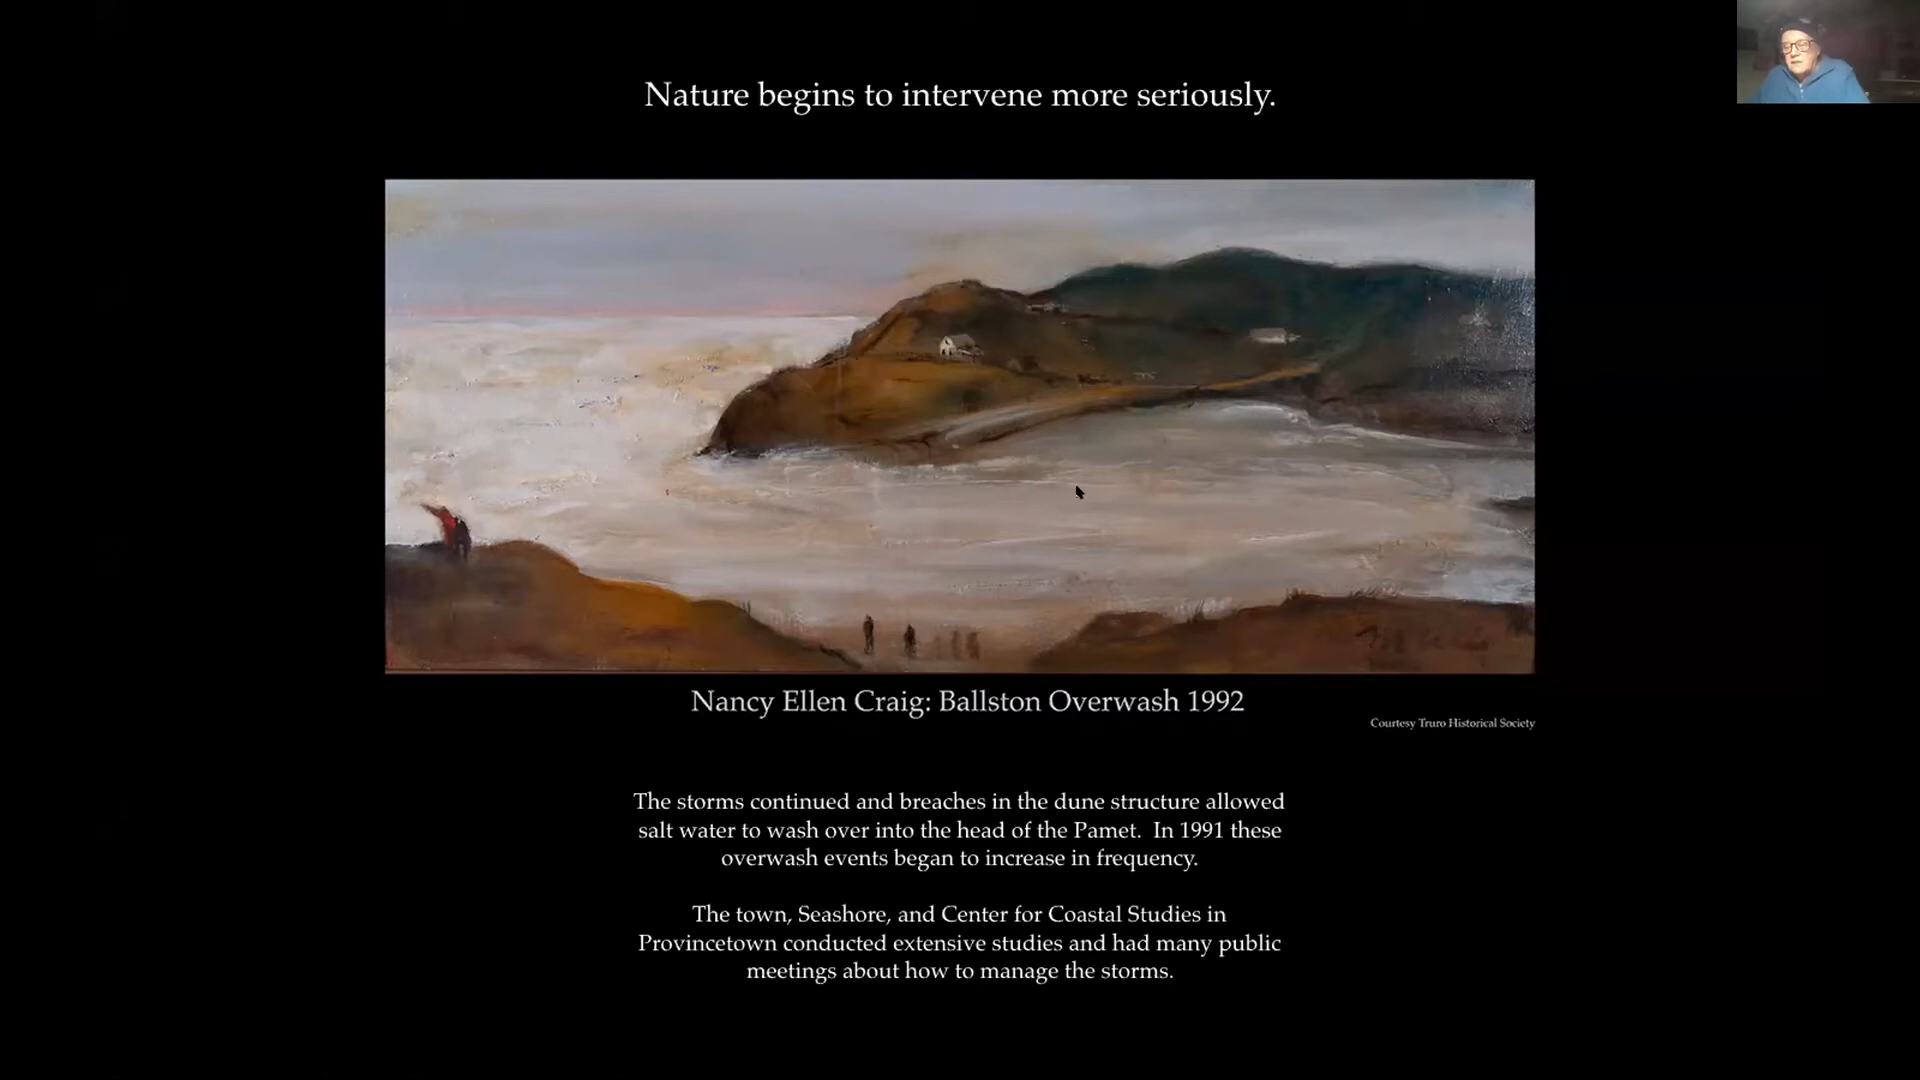 Nature begins to intervene more seriously.
Nancy Ellen Craig: Ballston Overwash 1992
Courtesy Truro Historical Society
The storms continued and breaches in the dune structure allowed
salt water to wash over into the head of the Pamet.  In 1991 these
overwash events began to increase in frequency.
The town, Seashore, and Center for Coastal Studies in
Provincetown conducted extensive studies and had many public
meetings about how to manage the storms.